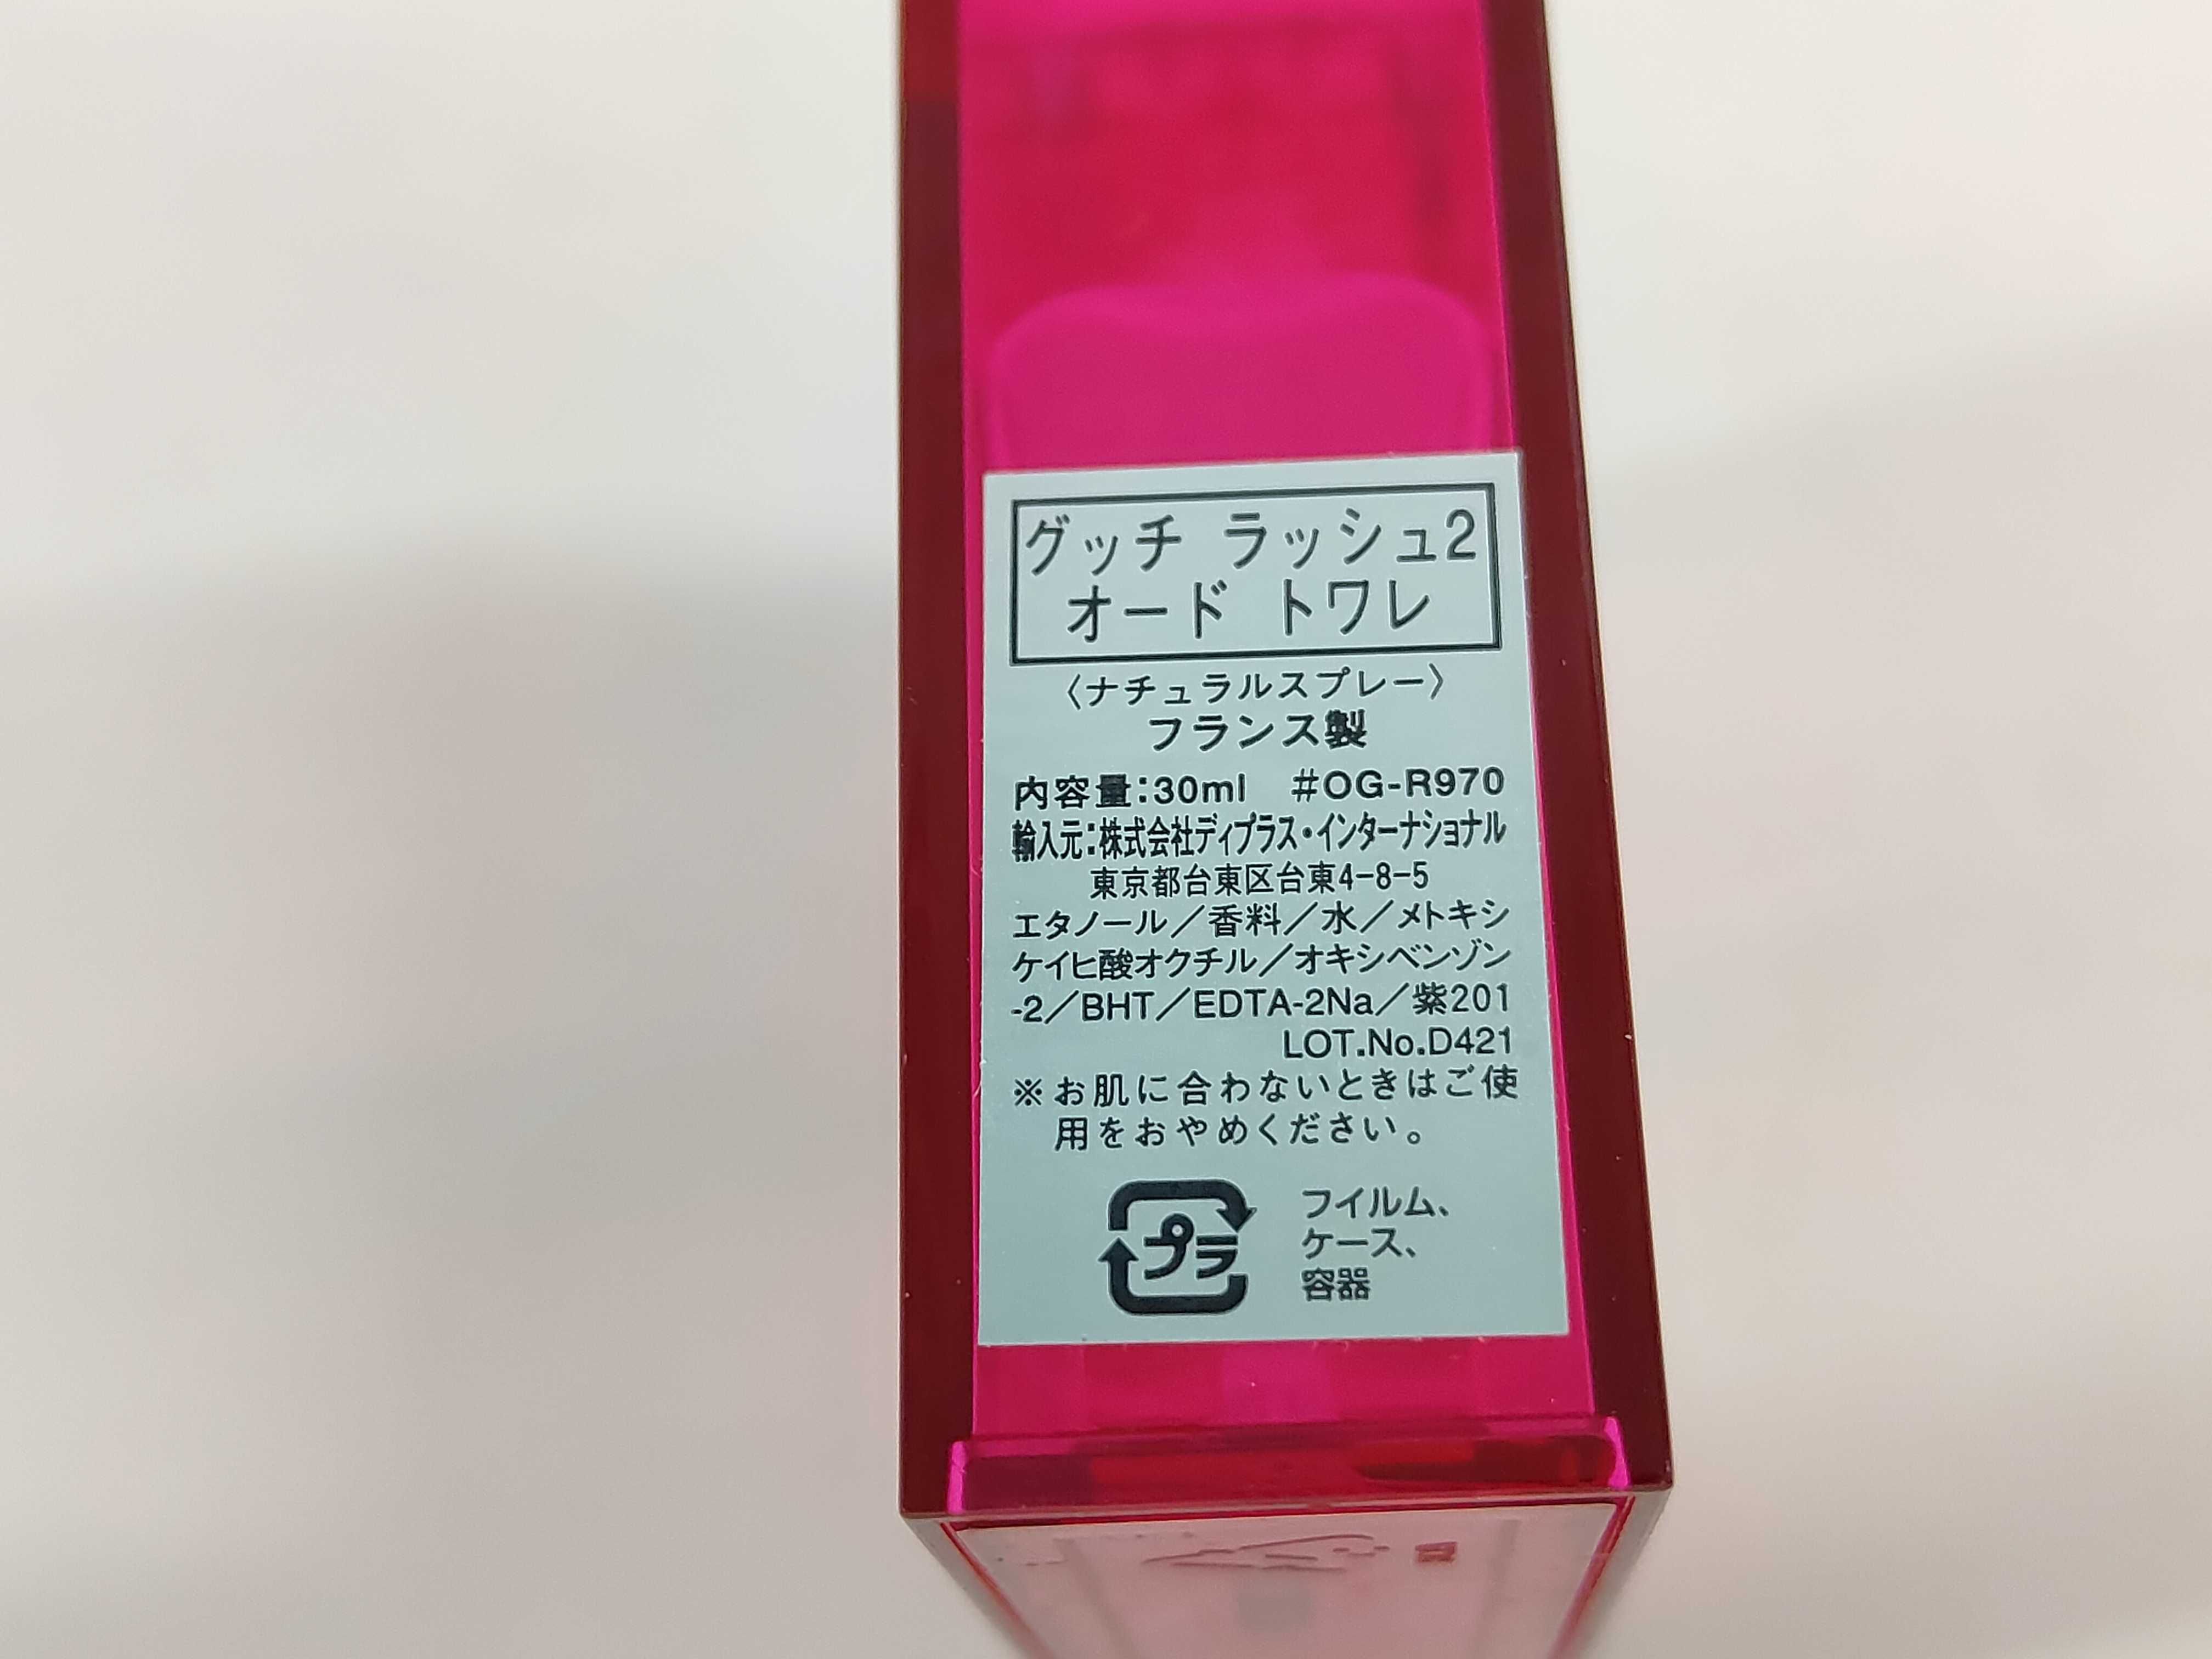 グッチ ラッシュ2
オード トワレ
〈ナチュラルスプレー〉
フランス製
内容量:30ml #OG-R970
輸入元:株式会社ディプラス・インターナショナル
東京都台東区台東4-8-5
エタノール／香料／水／メトキシ
ケイヒ酸オクチル／オキシベンゾン
-2／BHT／EDTA-2Na／紫201
LOT.No.D421
※お肌に合わないときはご使
用をおやめください。
プラ
フイルム、
ケース、
容器